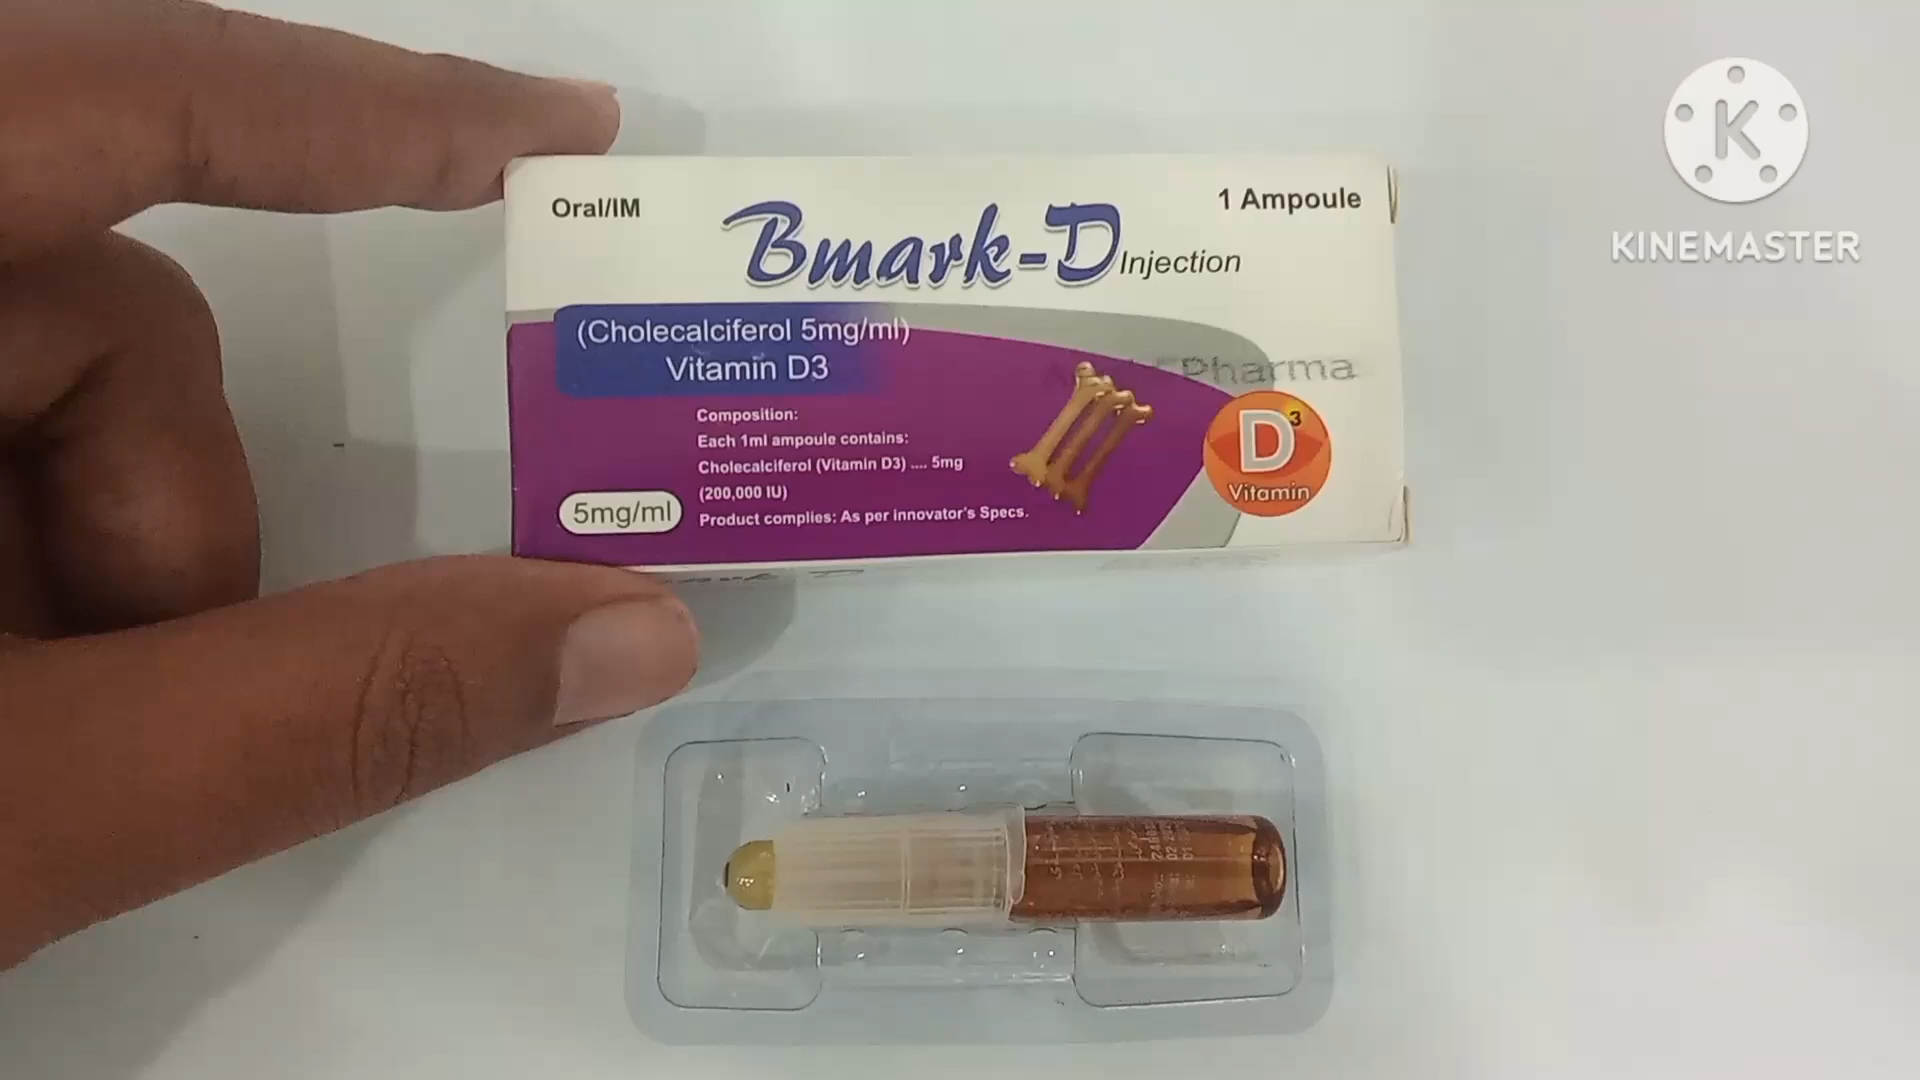 Oral/IM
Bmark-D Injection
1 Ampoule
(Cholecalciferol 5mg/ml)
Vitamin D3
Pharma
Composition:
Each 1ml ampoule contains:
Cholecalciferol (Vitamin D3) .... 5mg
(200,000 IU)
Product complies: As per innovator's Specs.
5mg/ml
D3
Vitamin
K
KINEMASTER